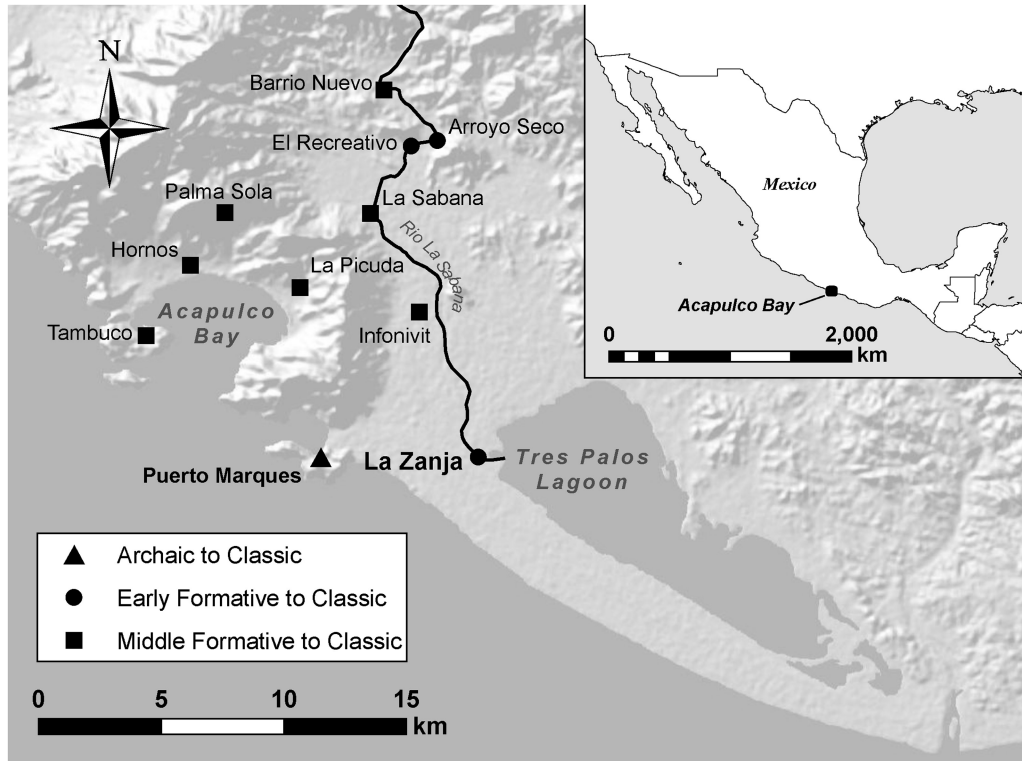 N
Barrio Nuevo
Arroyo Seco
El Recreativo
Palma Sola
La Sabana
Rio La Sabana
Hornos
La Picuda
Acapulco
Bay
Tambuco
Infonivit
La Zanja
Puerto Marques
Tres Palos
Lagoon
Mexico
Acapulco Bay
0 2,000
km
Archaic to Classic
Early Formative to Classic
Middle Formative to Classic
0 5 10 15
km